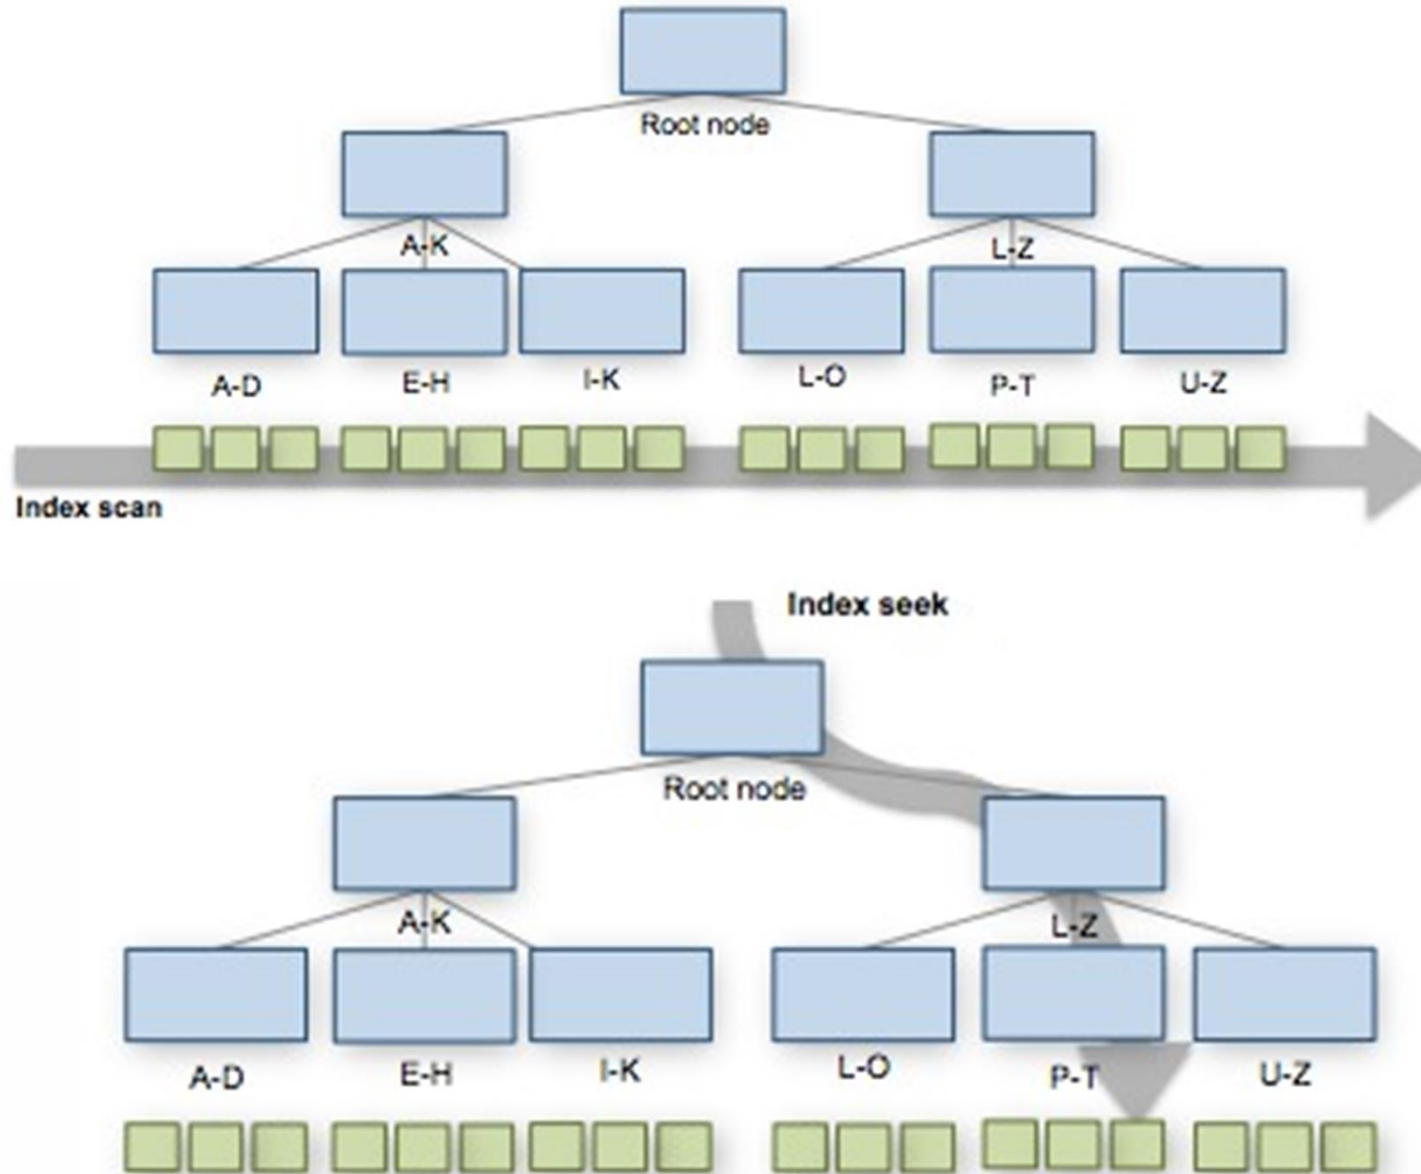 Root node
A-K
L-Z
A-D
E-H
I-K
L-O
P-T
U-Z
Index scan
Index seek
Root node
A-K
L-Z
A-D
E-H
I-K
L-O
P-T
U-Z